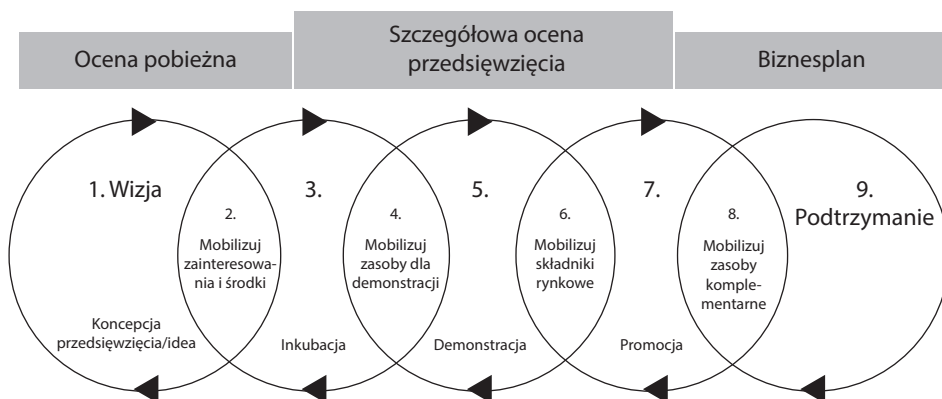 Ocena pobieżna
Szczegółowa ocena
przedsięwzięcia
Biznesplan
1. Wizja
2.
Mobilizuj
zainteresowa-
nia i środki
3.
4.
Mobilizuj
zasoby dla
demonstracji
5.
6.
Mobilizuj
składniki
rynkowe
7.
8.
Mobilizuj
zasoby
komple-
mentarne
9.
Podtrzymanie
Koncepcja
przedsięwzięcia/idea
Inkubacja
Demonstracja
Promocja